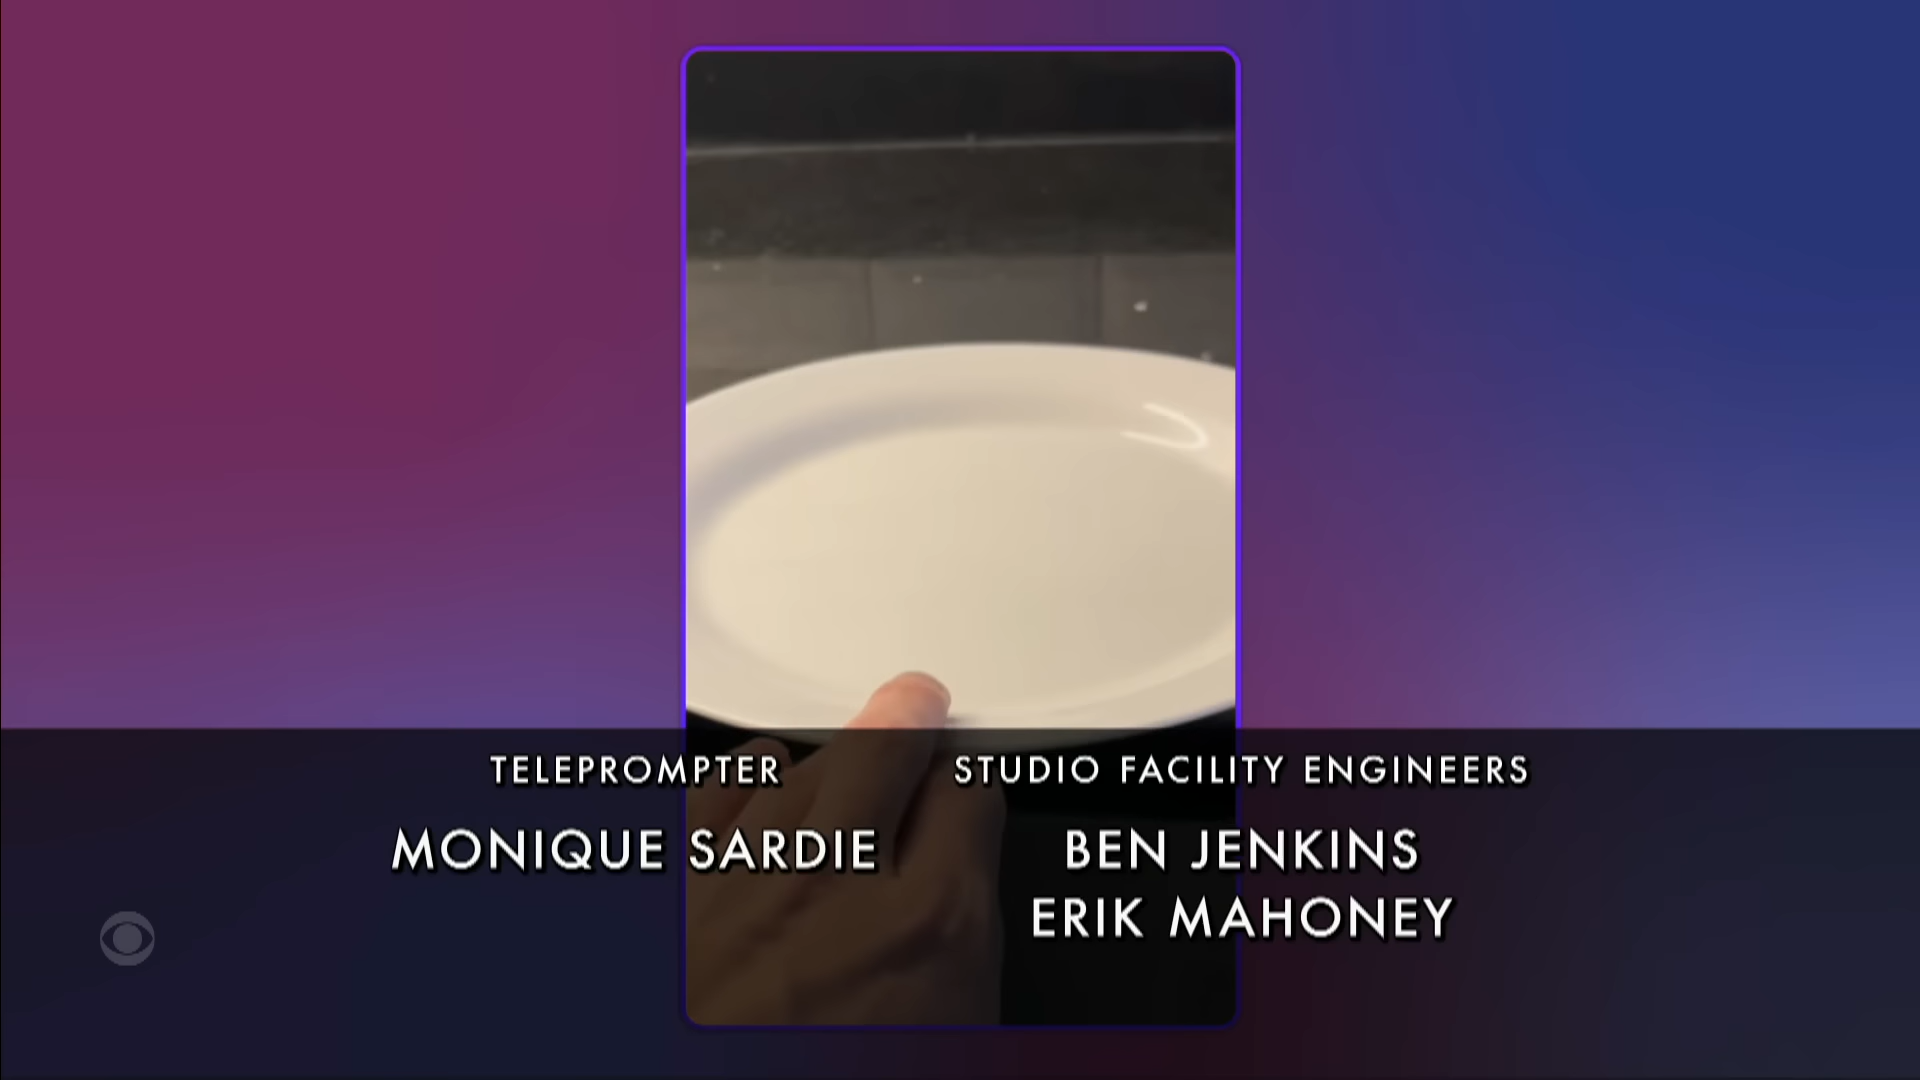 TELEPROMPTER
MONIQUE SARDIE
STUDIO FACILITY ENGINEERS
BEN JENKINS
ERIK MAHONEY